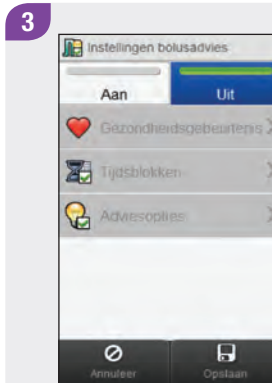 3
Instellingen bolusadvies
Aan
Uit
Gezondheidsgebeurtenis
Tijdsblokken
Adviesopties
Annuleer
Opslaan